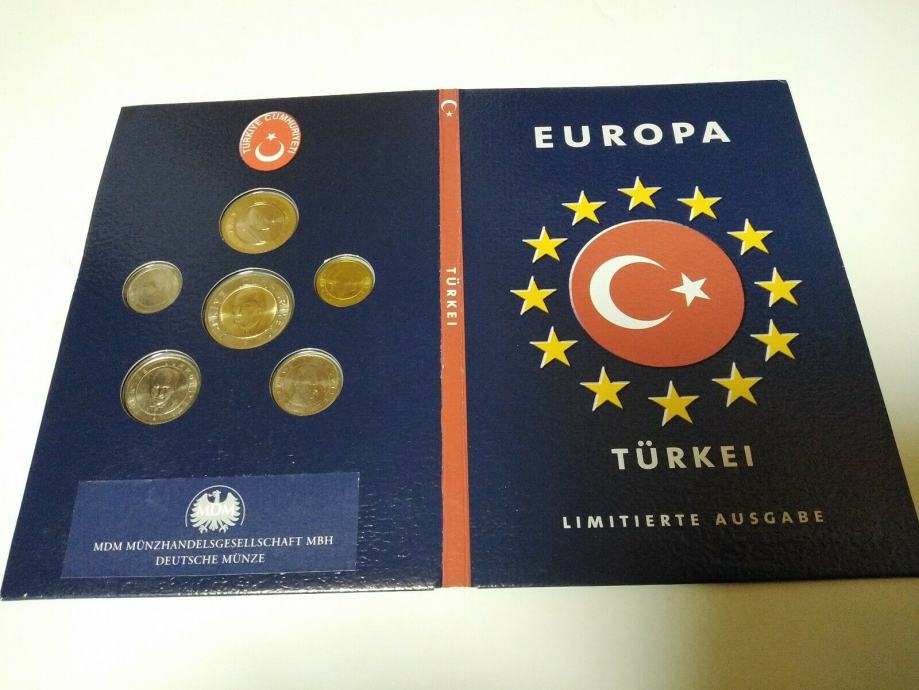 TÜRKİYE CUMHURİYETİ
MDM
MDM MÜNZHANDELSGESELLSCHAFT MBH
DEUTSCHE MÜNZE
TÜRKEI
EUROPA
TÜRKEI
LIMITIERTE AUSGABE